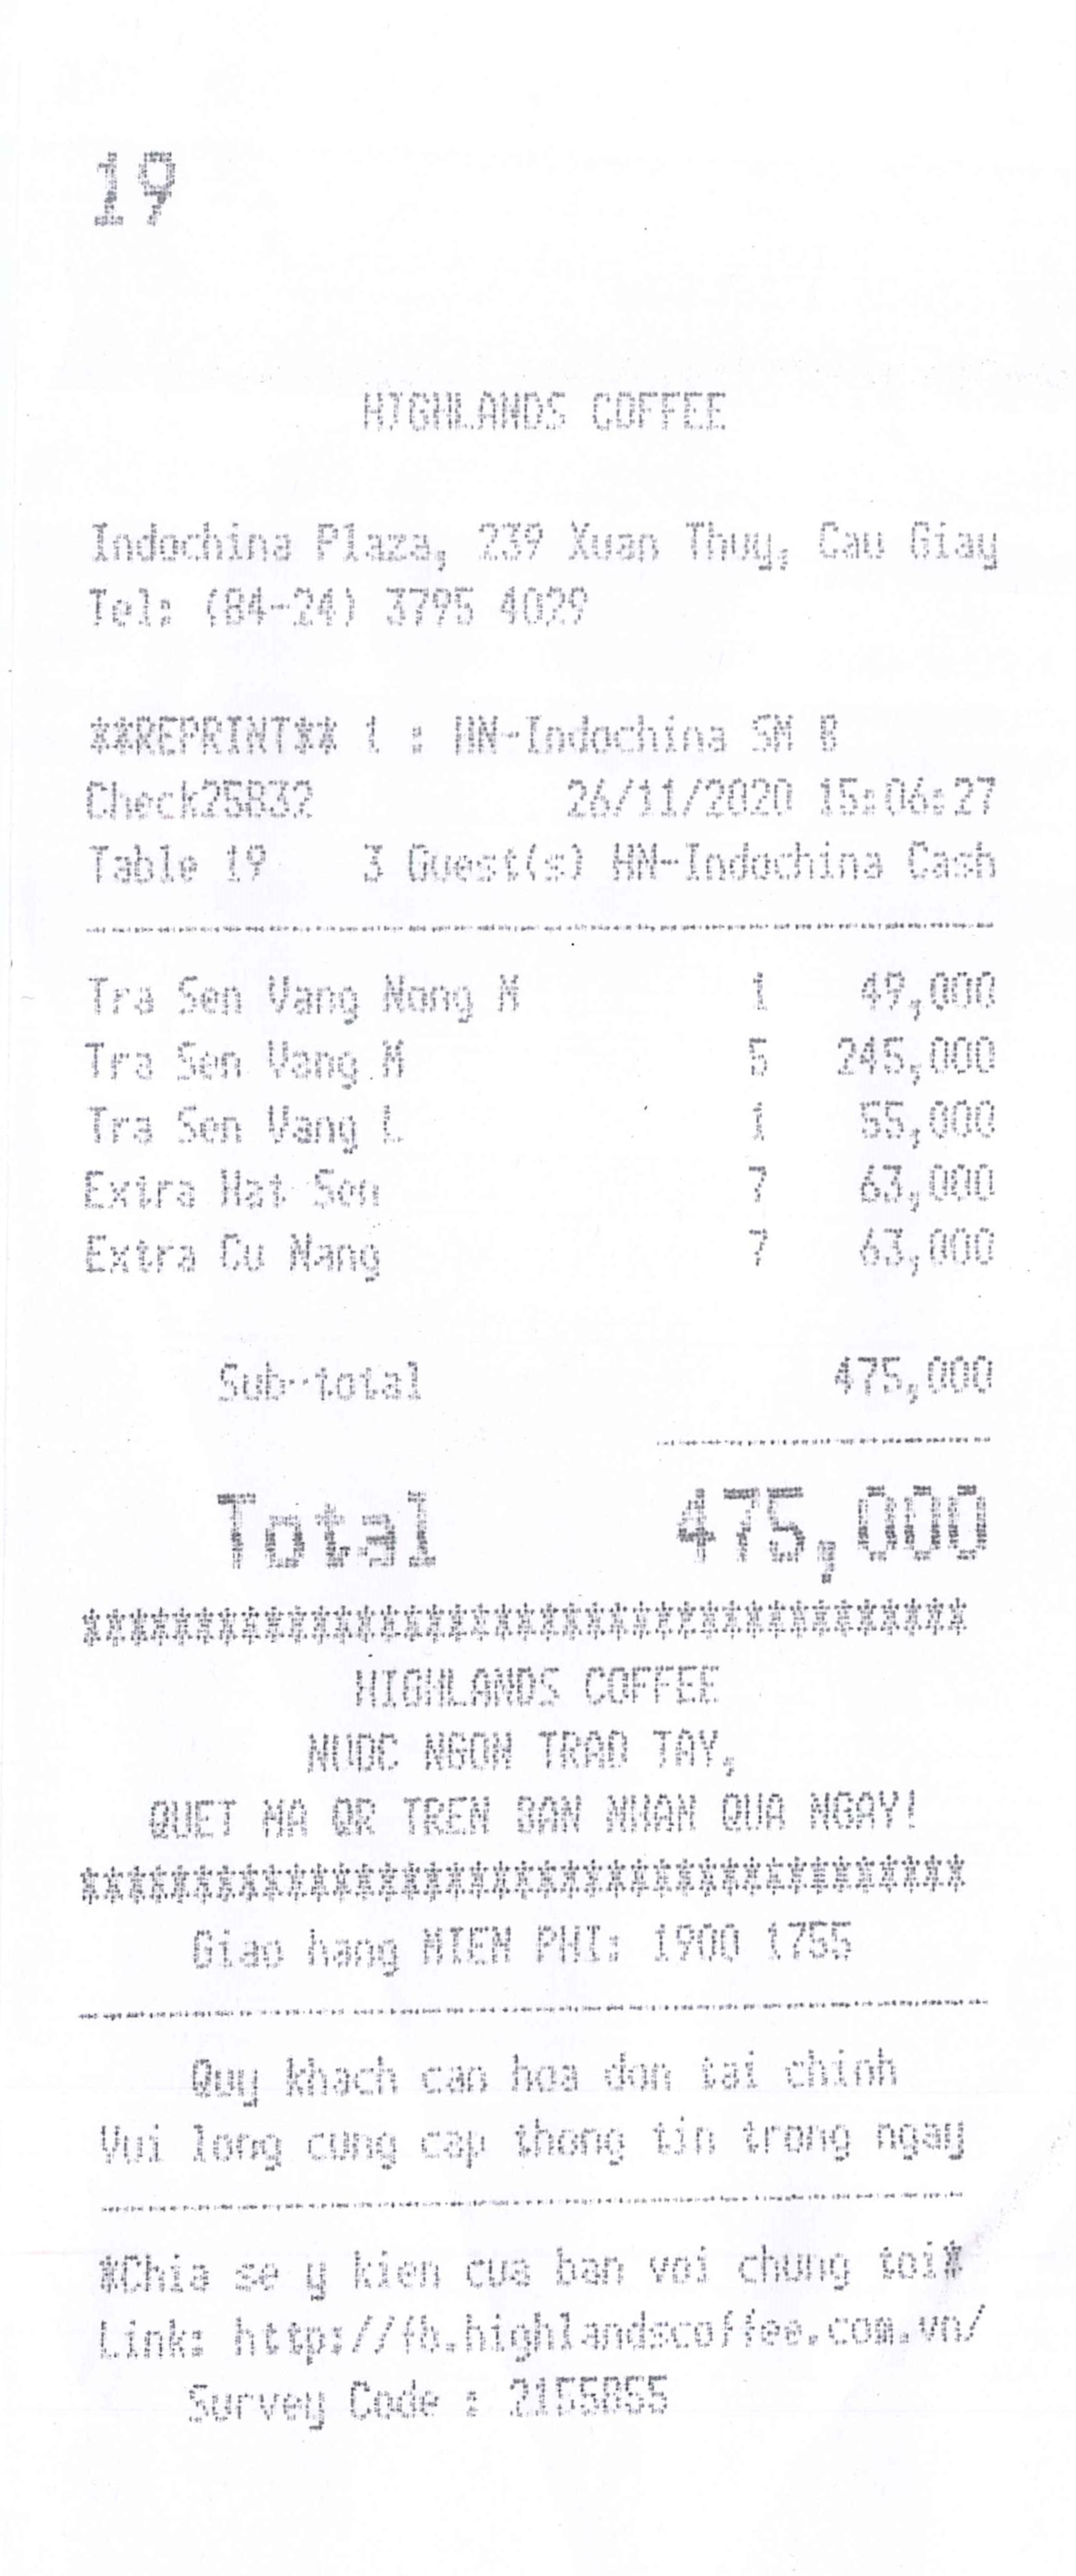 19
HIGHLANDS COFFEE
Indochina Plaza, 239 Xuan Thuy, Cau Giay
Tel: (84-24) 3795 4029
**REPRINT** 1 : HN-Indochina SM B
Check25832 26/11/2020 15:06:27
Table 19 3 Guest(s) HN-Indochina Cash
Tra Sen Vang Nong M 1 49,000
Tra Sen Vang M 5 245,000
Tra Sen Vang L 1 55,000
Extra Hat Sen 7 63,000
Extra Cu Nang 7 63,000
Sub-total 475,000
Total 475,000
****************************************
HIGHLANDS COFFEE
NUOC NGON TRAO TAY,
QUET MA QR TREN BAN NHAN QUA NGAY!
****************************************
Giao hang MIEN PHI: 1900 1755
Quy khach can hoa don tai chinh
Vui long cung cap thong tin trong ngay
*Chia se y kien cua ban voi chung toi*
Link: http://fb.highlandscoffee.com.vn/
Survey Code : 2155855